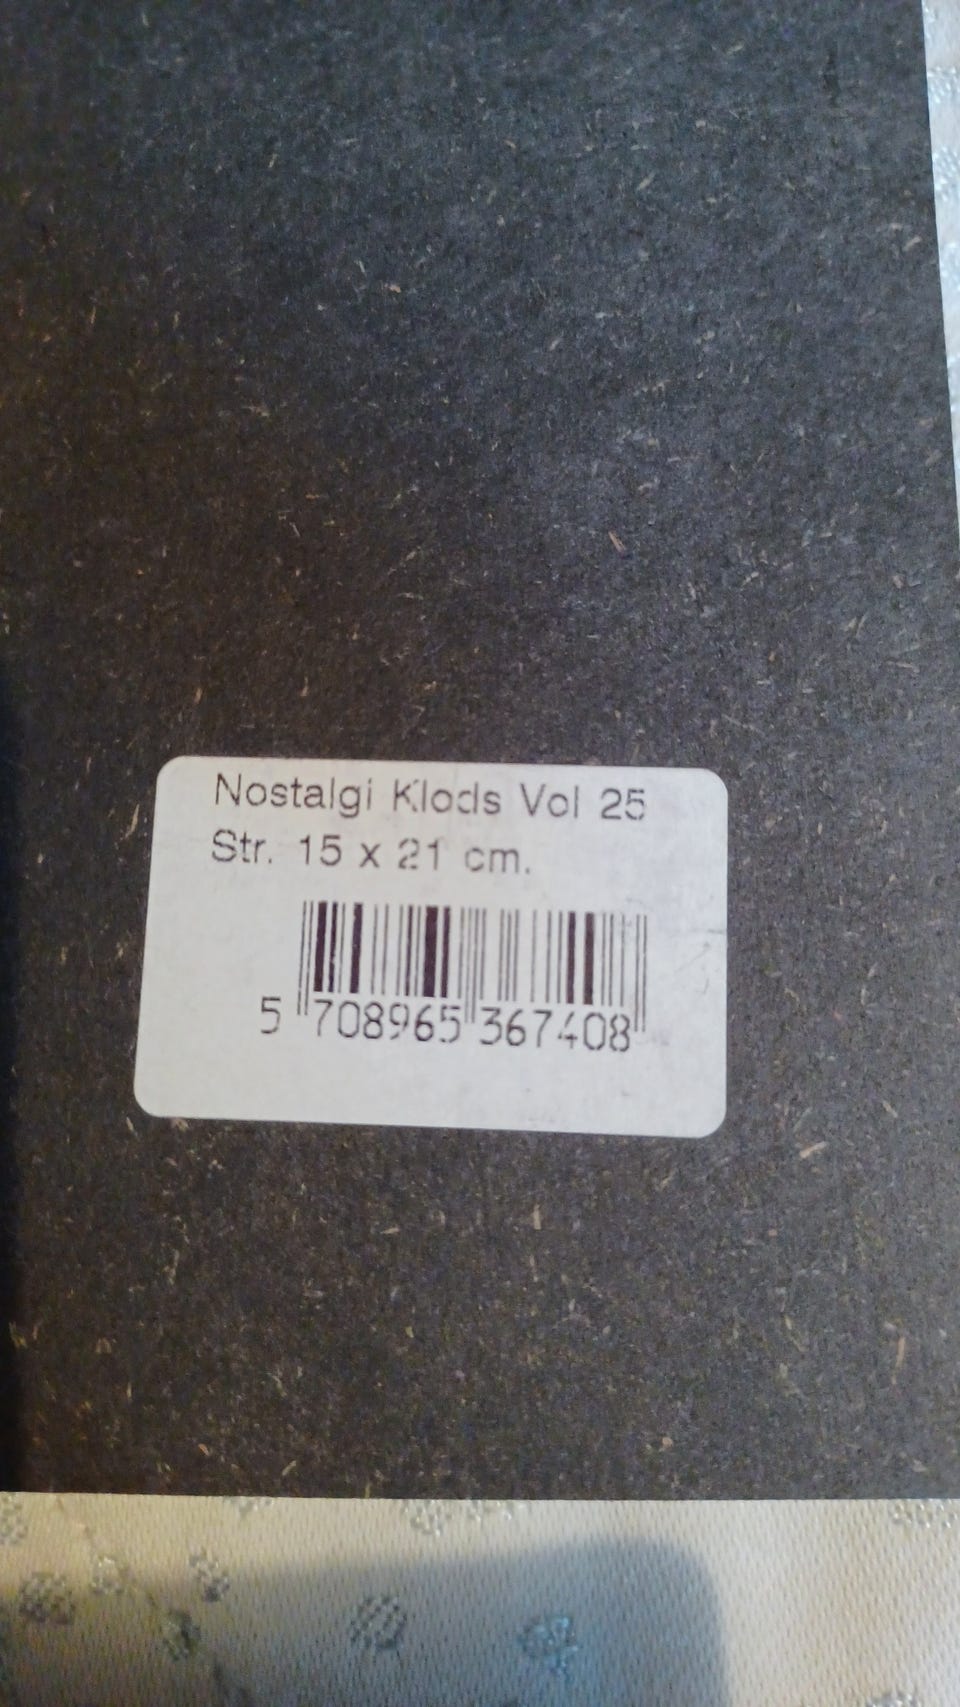 Nostalgi Klods Vol 25
Str. 15 x 21 cm.
5 708965 367408